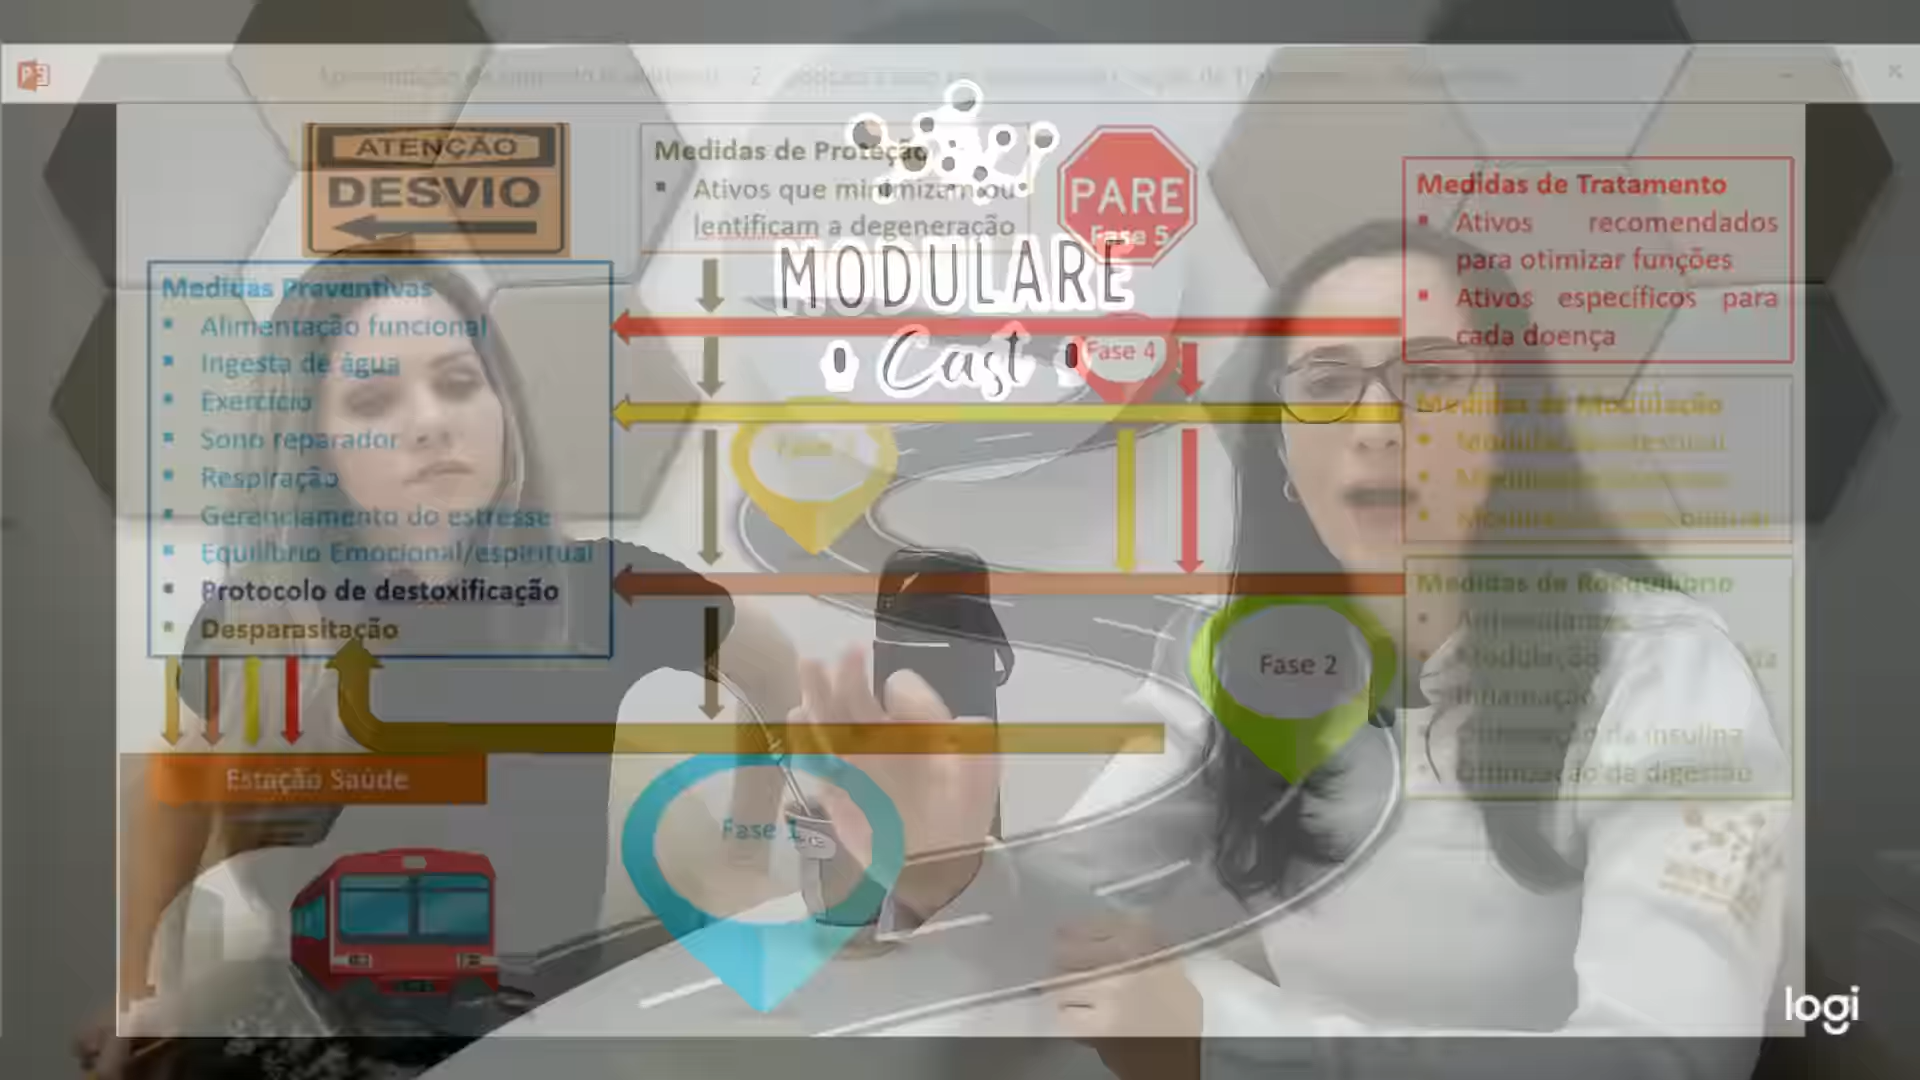 ATENÇÃO
DESVIO
Medidas de Proteção
Ativos que minimizam ou
lentificam a degeneração
PARE
Fase 5
MODULARE
Cast
Medidas de Tratamento
Ativos recomendados
para otimizar funções
Ativos específicos para
cada doença
Medidas Preventivas
Alimentação funcional
Ingesta de água
Exercício
Sono reparador
Respiração
Gerenciamento do estresse
Equilíbrio Emocional/espiritual
Protocolo de destoxificação
Desparasitação
Fase 4
Medidas de Modulação
Medidas de Reequilíbrio
Inflamação
Otimização da insulina
Otimização da digestão
Fase 2
Estação Saúde
Fase 1
logi